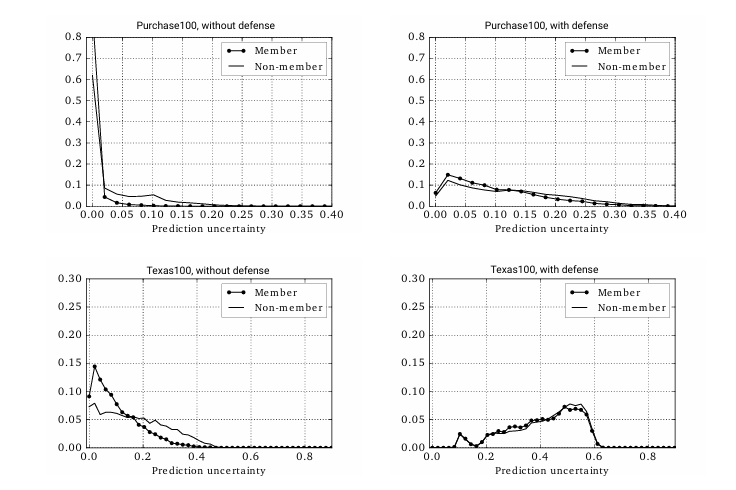 Purchase100, without defense
0.8
0.7
0.6
0.5
0.4
0.3
0.2
0.1
0.0
Member
Non-member
0.00 0.05 0.10 0.15 0.20 0.25 0.30 0.35 0.40
Prediction uncertainty
Purchase100, with defense
0.8
0.7
0.6
0.5
0.4
0.3
0.2
0.1
0.0
Member
Non-member
0.00 0.05 0.10 0.15 0.20 0.25 0.30 0.35 0.40
Prediction uncertainty
Texas100, without defense
0.30
0.25
0.20
0.15
0.10
0.05
0.00
Member
Non-member
0.0 0.2 0.4 0.6 0.8
Prediction uncertainty
Texas100, with defense
0.30
0.25
0.20
0.15
0.10
0.05
0.00
Member
Non-member
0.0 0.2 0.4 0.6 0.8
Prediction uncertainty